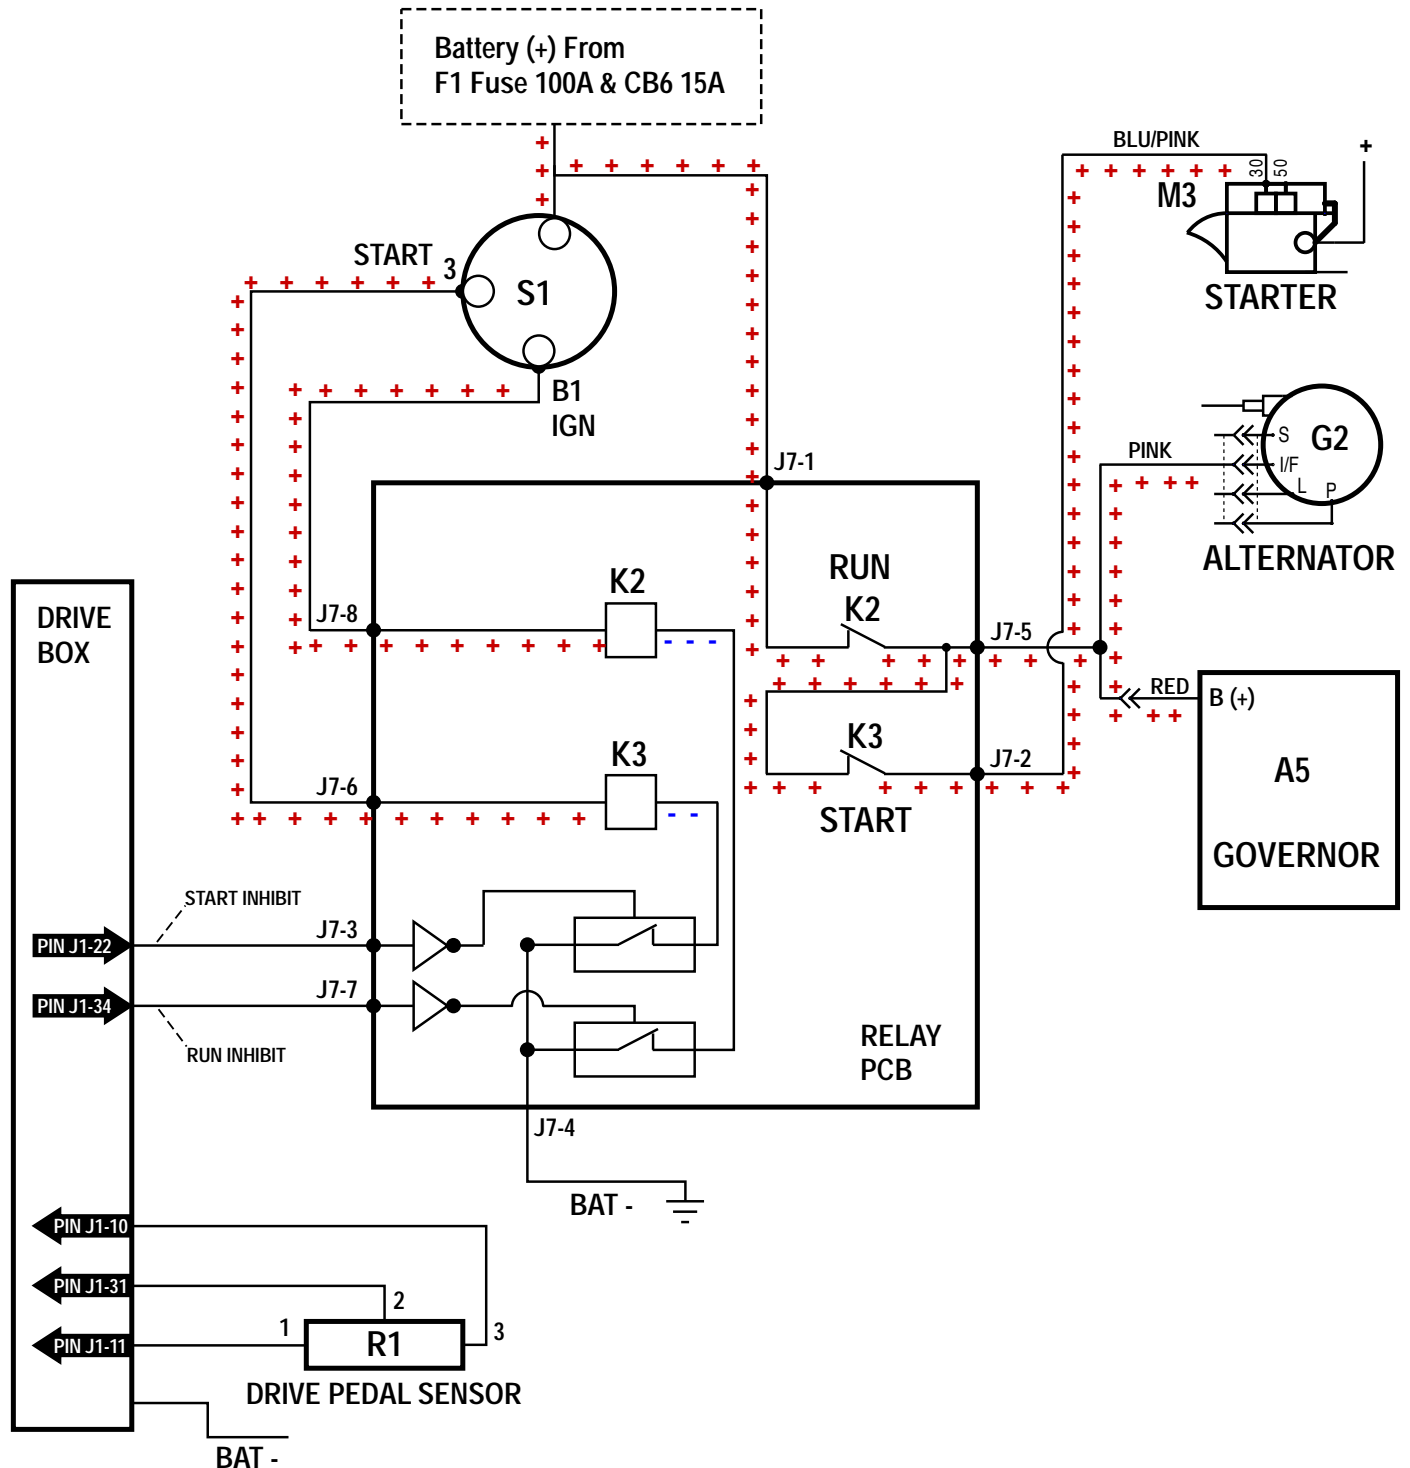 Battery (+) From
F1 Fuse 100A & CB6 15A
BLU/PINK
+
30
50
M3
STARTER
START
3
S1
B1
IGN
J7-1
PINK
S
I/F
L
P
G2
ALTERNATOR
DRIVE
BOX
J7-8
K2
RUN
K2
J7-5
RED
B (+)
A5
GOVERNOR
J7-6
K3
K3
START
J7-2
START INHIBIT
PIN J1-22
J7-3
PIN J1-34
J7-7
RUN INHIBIT
RELAY
PCB
J7-4
BAT -
PIN J1-10
PIN J1-31
2
PIN J1-11
1
R1
3
DRIVE PEDAL SENSOR
BAT -